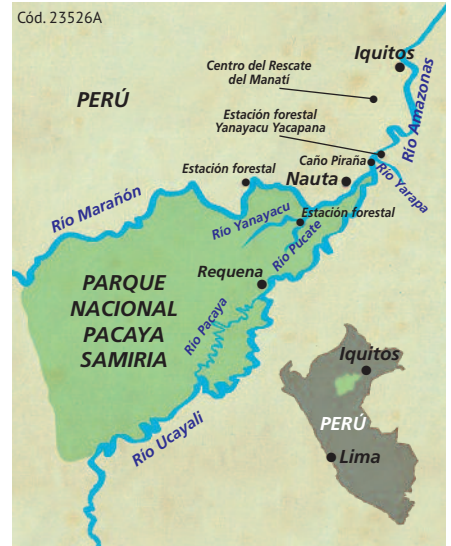 Cód. 23526A
Iquitos
Centro del Rescate
del Manatí
PERÚ
Río Amazonas
Estación forestal
Yanayacu Yacapana
Caño Piraña
Estación forestal
Nauta
Río Yarapa
Río Marañón
Río Yanayacu
Estación forestal
Río Pucate
Requena
PARQUE
NACIONAL
PACAYA
SAMIRIA
Río Pacaya
Río Ucayali
Iquitos
PERÚ
Lima